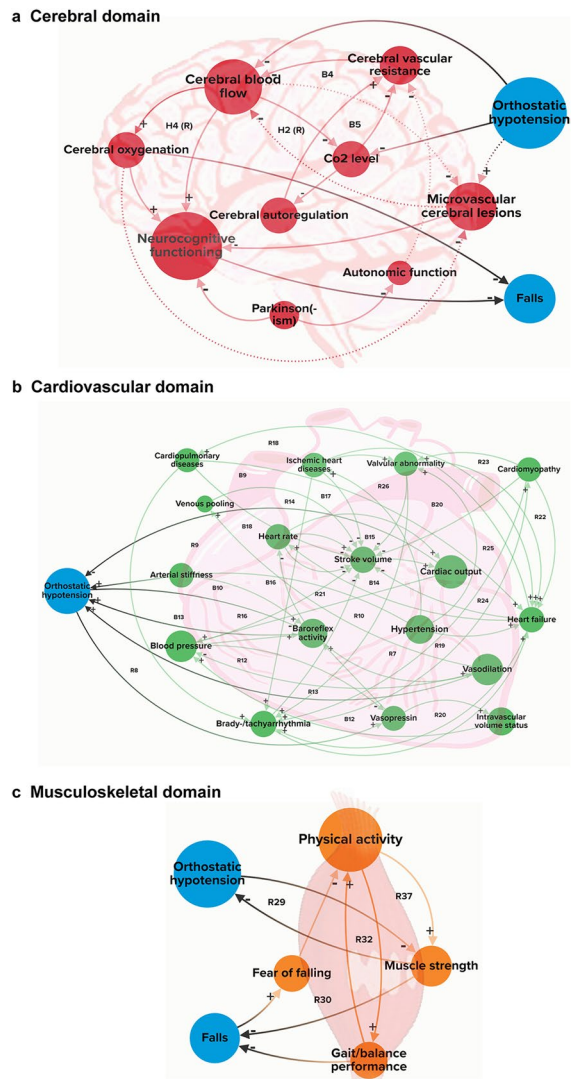 a Cerebral domain
Cerebral blood
flow
Cerebral vascular
resistance
B4
Orthostatic
hypotension
H4 (R)
H2 (R)
B5
Cerebral oxygenation
Co2 level
Microvascular
cerebral lesions
Cerebral autoregulation
Neurocognitive
functioning
Autonomic function
Parkinson(-
ism)
Falls
b Cardiovascular domain
R18
Cardiopulmonary
diseases
Ischemic heart
diseases
Valvular abnormality
R23
Cardiomyopathy
B9
R26
Venous pooling
R14
B17
B20
R22
B18
Heart rate
B15
R9
Stroke volume
R25
Arterial stiffness
Cardiac output
Orthostatic
hypotension
B10
B16
B14
R21
R24
B13
R16
R10
Heart failure
Baroreflex
activity
Hypertension
Blood pressure
R19
R12
R7
R8
Vasodilation
R13
Brady-/tachyarrhythmia
B12
Vasopressin
R20
Intravascular
volume status
c Musculoskeletal domain
Physical activity
Orthostatic
hypotension
R29
R37
R32
Fear of falling
Muscle strength
R30
Falls
Gait/balance
performance